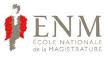 ENM
ÉCOLE NATIONALE
DE LA MAGISTRATURE